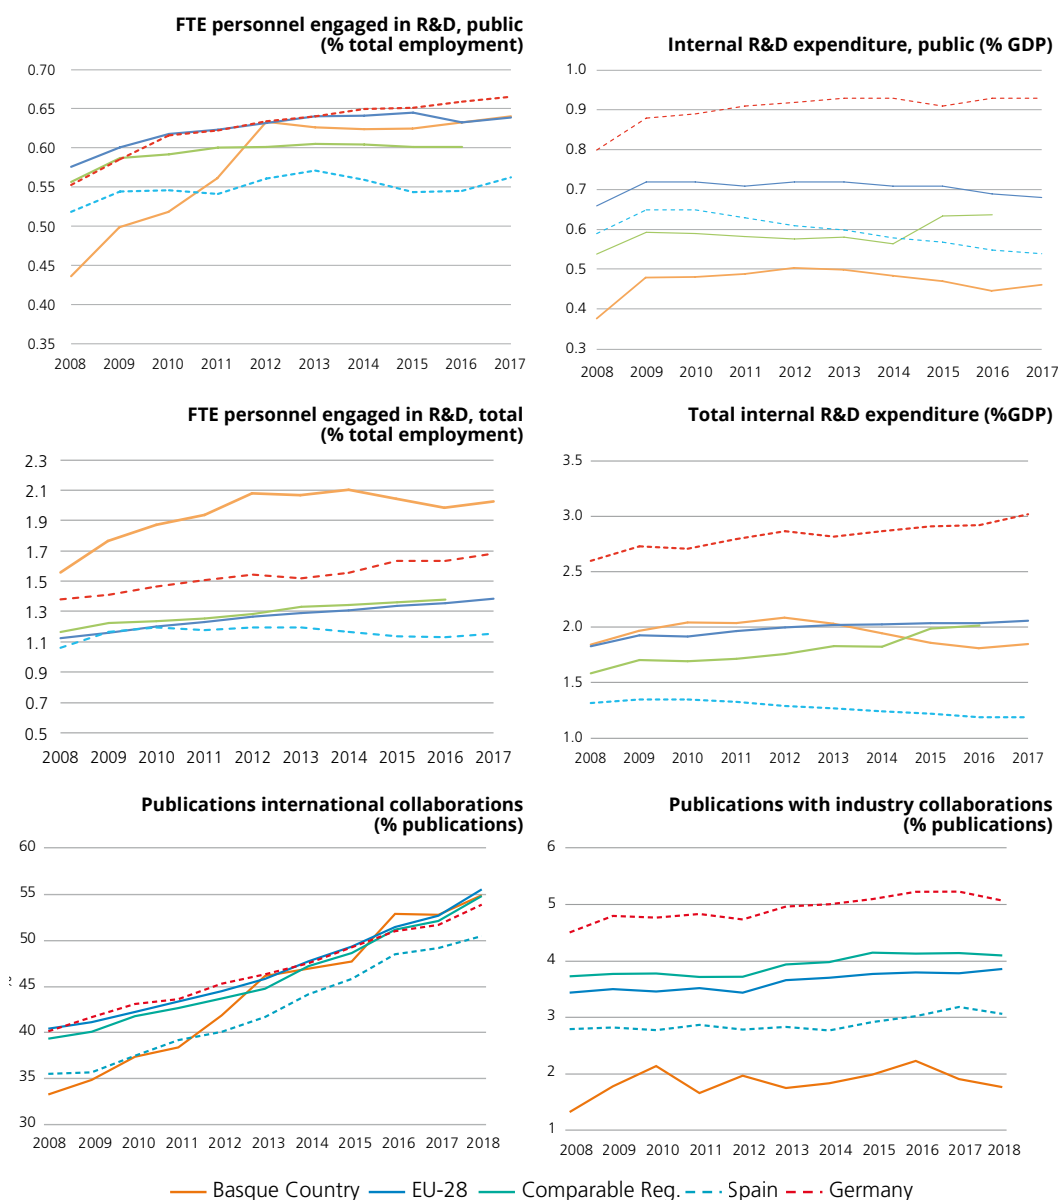 FTE personnel engaged in R&D, public
(% total employment)
0.70
0.65
0.60
0.55
0.50
0.45
0.40
0.35
2008 2009 2010 2011 2012 2013 2014 2015 2016 2017
Internal R&D expenditure, public (% GDP)
1.0
0.9
0.8
0.7
0.6
0.5
0.4
0.3
2008 2009 2010 2011 2012 2013 2014 2015 2016 2017
FTE personnel engaged in R&D, total
(% total employment)
2.3
2.1
1.9
1.7
1.5
1.3
1.1
0.9
0.7
0.5
2008 2009 2010 2011 2012 2013 2014 2015 2016 2017
Total internal R&D expenditure (%GDP)
3.5
3.0
2.5
2.0
1.5
1.0
2008 2009 2010 2011 2012 2013 2014 2015 2016 2017
Publications international collaborations
(% publications)
60
55
50
45
40
35
30
2008 2009 2010 2011 2012 2013 2014 2015 2016 2017 2018
Publications with industry collaborations
(% publications)
6
5
4
3
2
1
2008 2009 2010 2011 2012 2013 2014 2015 2016 2017 2018
Basque Country EU-28 Comparable Reg. Spain Germany